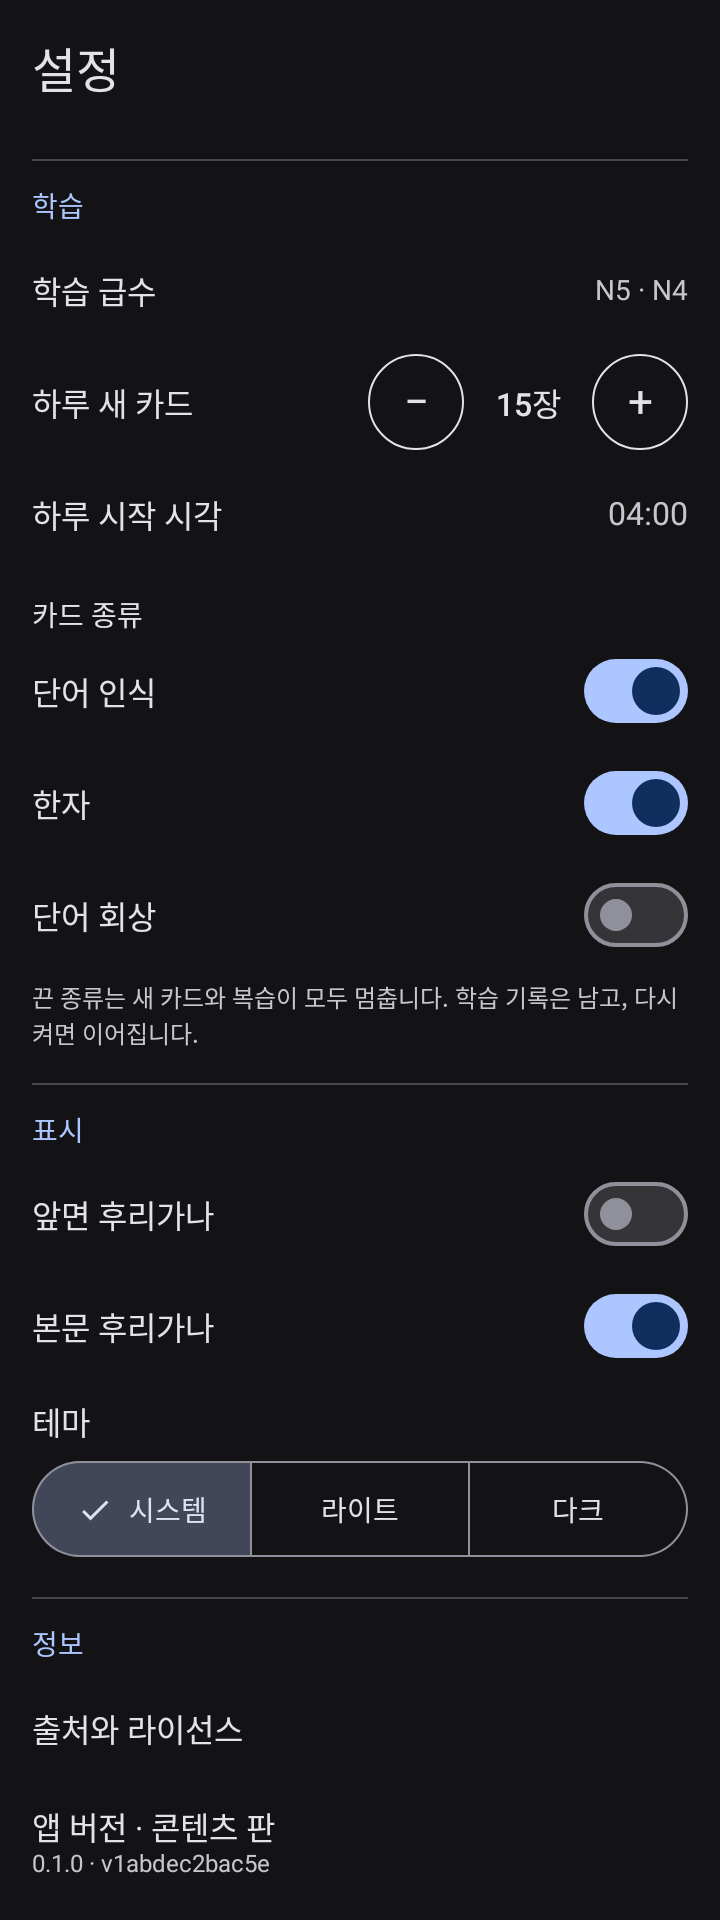 설정
학습
학습 급수 N5 · N4
하루 새 카드 − 15장 +
하루 시작 시각 04:00
카드 종류
단어 인식
한자
단어 회상
끈 종류는 새 카드와 복습이 모두 멈춥니다. 학습 기록은 남고, 다시
켜면 이어집니다.
표시
앞면 후리가나
본문 후리가나
테마
시스템 라이트 다크
정보
출처와 라이선스
앱 버전 · 콘텐츠 판
0.1.0 · v1abdec2bac5e